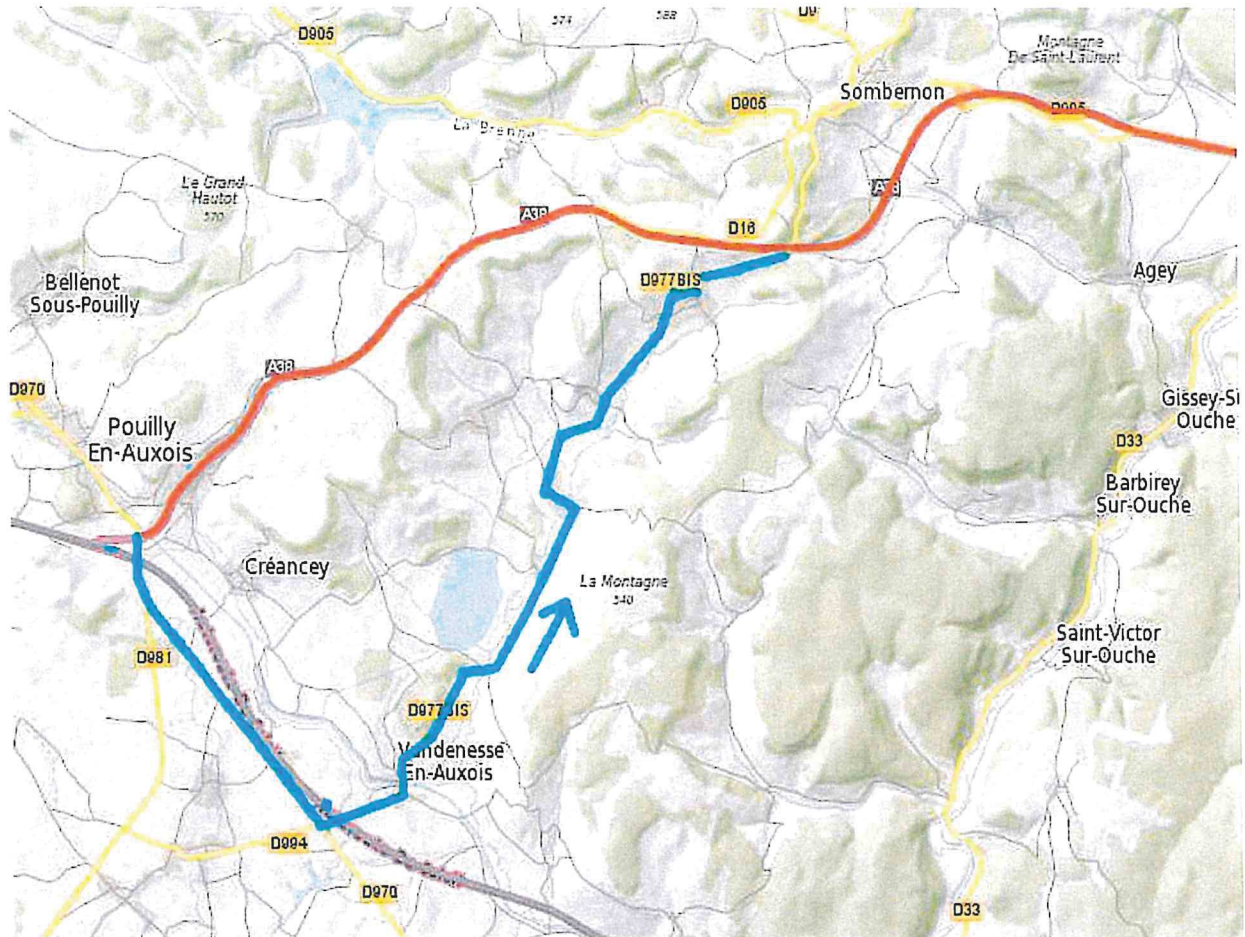 574
588
D905
Montagne
De Saint-Laurent
Sombernon
D905
D905
La Brenne
Le Grand
Hautot
570
A38
A38
D16
Bellenot
Sous-Pouilly
D977BIS
Agey
A38
D970
Gissey-S
Ouche
Pouilly
En-Auxois
D33
Barbirey
Sur-Ouche
Créancey
La Montagne
540
Saint-Victor
Sur-Ouche
D981
D977BIS
Vandenesse
En-Auxois
D994
D970
D33